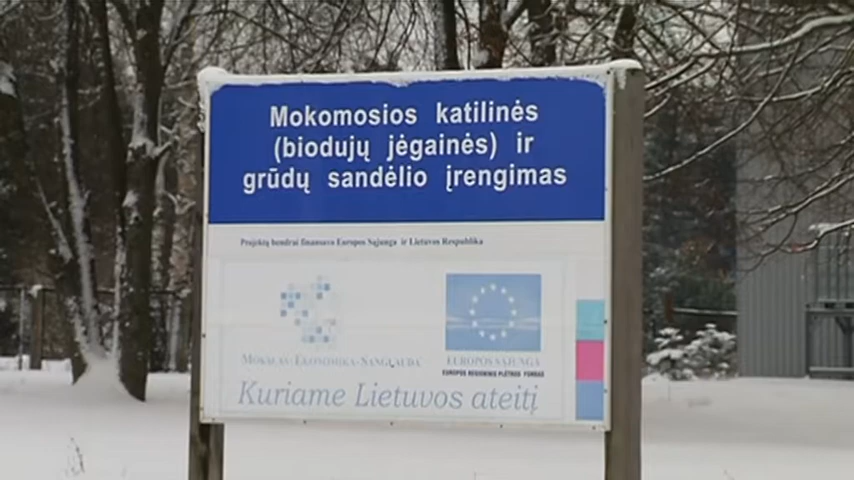 Mokomosios katilinės
(biodujų jėgainės) ir
grūdų sandėlio įrengimas
Projektą bendrai finansavo Europos Sąjunga ir Lietuvos Respublika
Mokslas-Ekonomika-Sanglauda
EUROPOS SĄJUNGA
EUROPOS REGIONINĖS PLĖTROS FONDAS
Kuriame Lietuvos ateitį